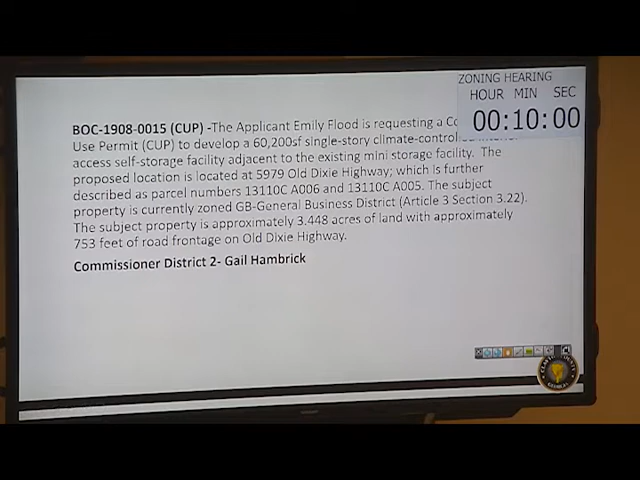 ZONING HEARING
HOUR MIN SEC
00:10:00
BOC-1908-0015 (CUP) -The Applicant Emily Flood is requesting a
Use Permit (CUP) to develop a 60,200sf single-story climate-controlled
access self-storage facility adjacent to the existing mini storage facility. The
proposed location is located at 5979 Old Dixie Highway; which is further
described as parcel numbers 13110C A006 and 13110C A005. The subject
property is currently zoned GB-General Business District (Article 3 Section 3.22).
The subject property is approximately 3.448 acres of land with approximately
753 feet of road frontage on Old Dixie Highway.
Commissioner District 2- Gail Hambrick